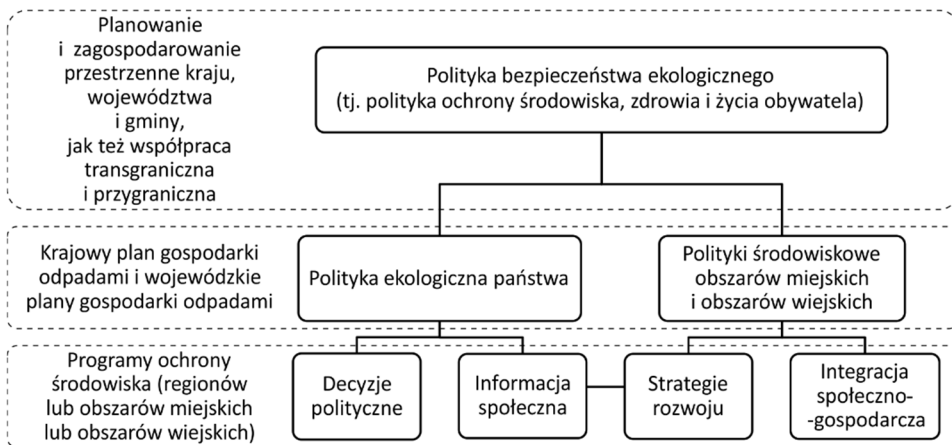 Planowanie
i zagospodarowanie
przestrzenne kraju,
województwa
i gminy,
jak też współpraca
transgraniczna
i przygraniczna
Polityka bezpieczeństwa ekologicznego
(tj. polityka ochrony środowiska, zdrowia i życia obywatela)
Krajowy plan gospodarki
odpadami i wojewódzkie
plany gospodarki odpadami
Polityka ekologiczna państwa
Polityki środowiskowe
obszarów miejskich
i obszarów wiejskich
Programy ochrony
środowiska (regionów
lub obszarów miejskich
lub obszarów wiejskich)
Decyzje
polityczne
Informacja
społeczna
Strategie
rozwoju
Integracja
społeczno-
-gospodarcza